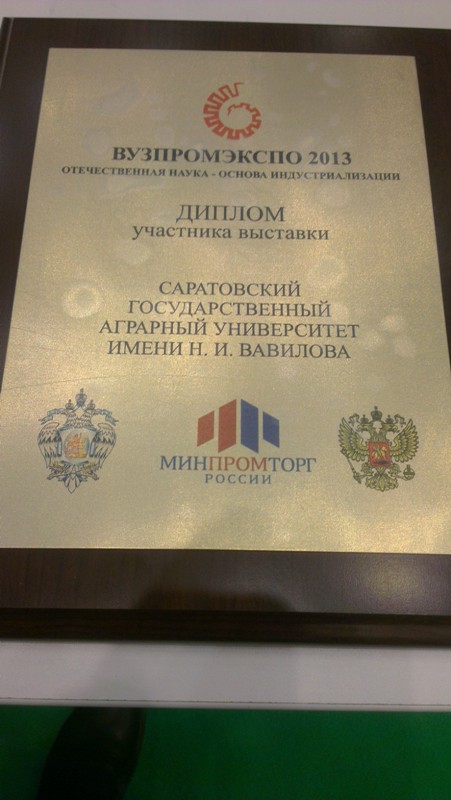 ВУЗПРОМЭКСПО 2013
ОТЕЧЕСТВЕННАЯ НАУКА - ОСНОВА ИНДУСТРИАЛИЗАЦИИ
ДИПЛОМ
участника выставки
САРАТОВСКИЙ
ГОСУДАРСТВЕННЫЙ
АГРАРНЫЙ УНИВЕРСИТЕТ
ИМЕНИ Н. И. ВАВИЛОВА
МИНПРОМТОРГ
РОССИИ